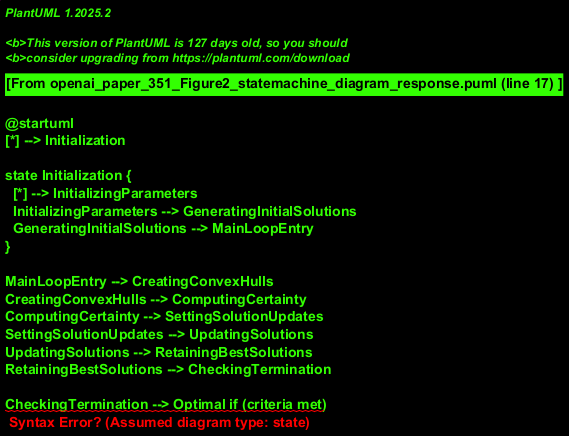 PlantUML 1.2025.2
<b>This version of PlantUML is 127 days old, so you should
<b>consider upgrading from https://plantuml.com/download
[From openai_paper_351_Figure2_statemachine_diagram_response.puml (line 17) ]
@startuml
[*] --> Initialization
state Initialization {
[*] --> InitializingParameters
InitializingParameters --> GeneratingInitialSolutions
GeneratingInitialSolutions --> MainLoopEntry
}
MainLoopEntry --> CreatingConvexHulls
CreatingConvexHulls --> ComputingCertainty
ComputingCertainty --> SettingSolutionUpdates
SettingSolutionUpdates --> UpdatingSolutions
UpdatingSolutions --> RetainingBestSolutions
RetainingBestSolutions --> CheckingTermination
CheckingTermination --> Optimal if (criteria met)
Syntax Error? (Assumed diagram type: state)